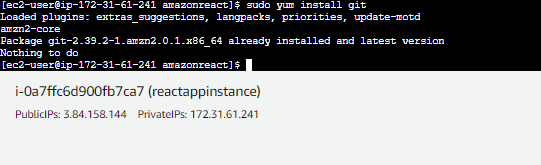 [ec2-user@ip-172-31-61-241 amazonreact]$ sudo yum install git
Loaded plugins: extras_suggestions, langpacks, priorities, update-motd
amzn2-core
Package git-2.39.2-1.amzn2.0.1.x86_64 already installed and latest version
Nothing to do
[ec2-user@ip-172-31-61-241 amazonreact]$
i-0a7ffc6d900fb7ca7 (reactappinstance)
PublicIPs: 3.84.158.144 PrivateIPs: 172.31.61.241